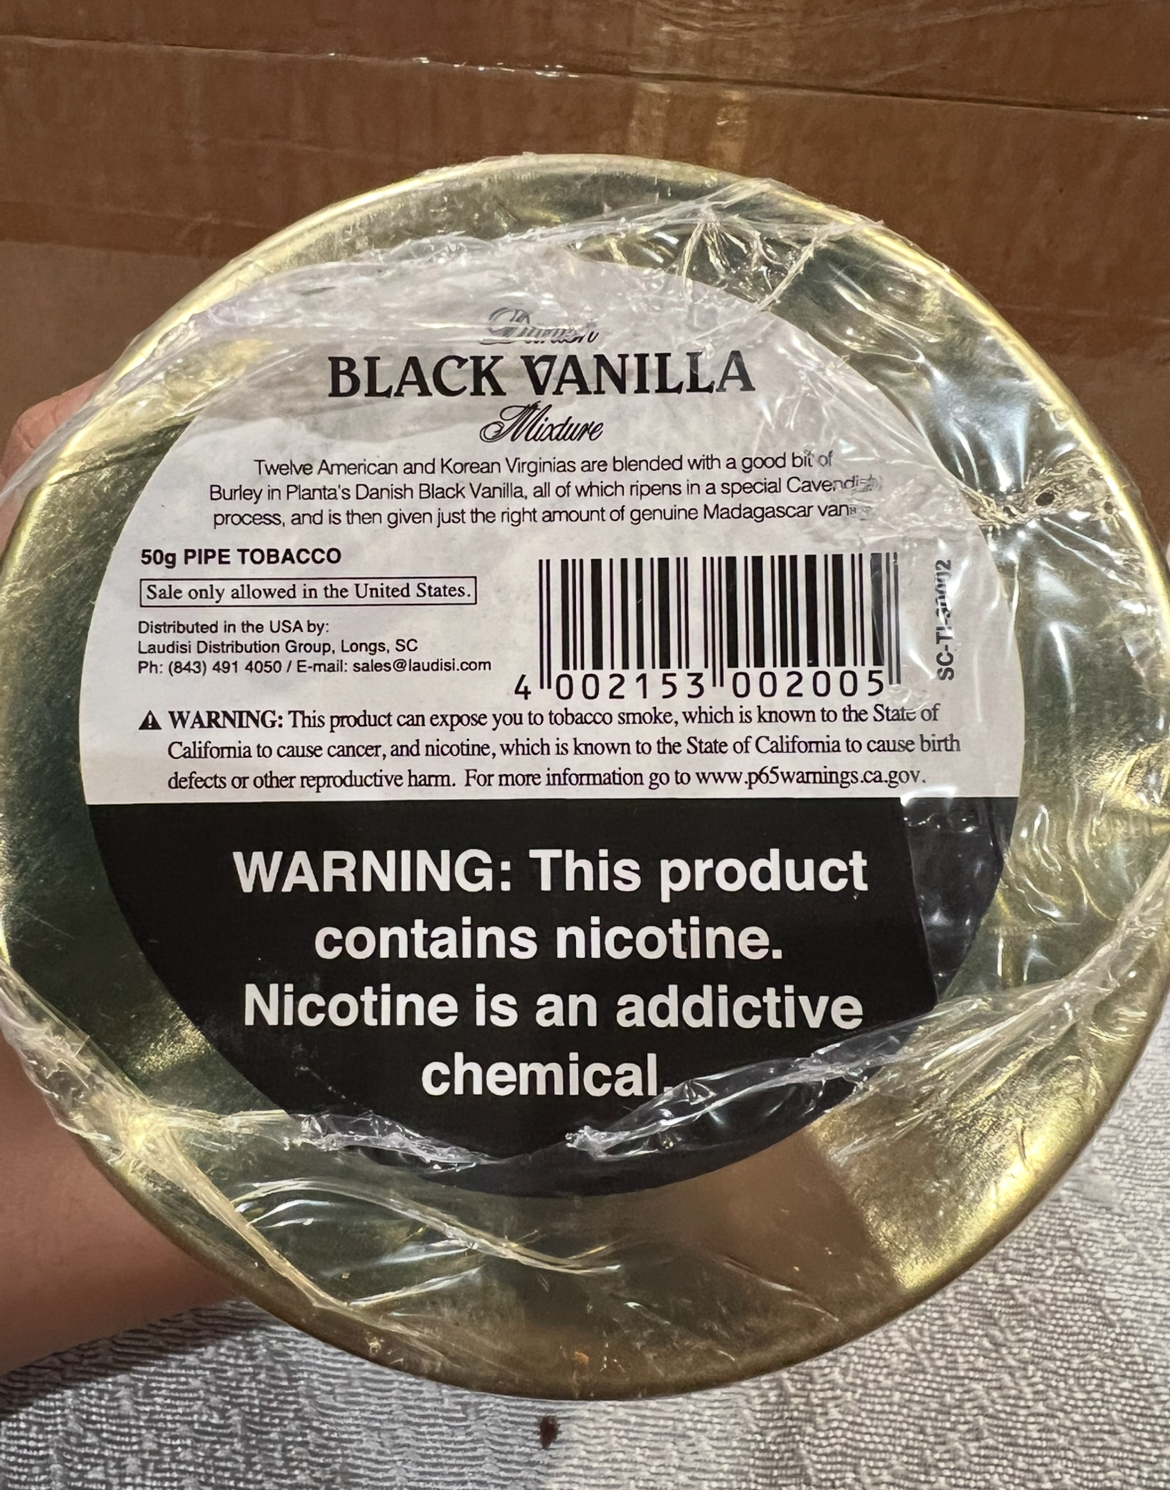 Danish
BLACK VANILLA
Mixture
Twelve American and Korean Virginias are blended with a good bit of
Burley in Planta's Danish Black Vanilla, all of which ripens in a special Cavendish
process, and is then given just the right amount of genuine Madagascar
50g PIPE TOBACCO
Sale only allowed in the United States.
Distributed in the USA by:
Laudisi Distribution Group, Longs, SC
Ph: (843) 491 4050 / E-mail: sales@laudisi.com
4 002153 002005
⚠ WARNING: This product can expose you to tobacco smoke, which is known to the State of
California to cause cancer, and nicotine, which is known to the State of California to cause birth
defects or other reproductive harm. For more information go to www.p65warnings.ca.gov.
WARNING: This product
contains nicotine.
Nicotine is an addictive
chemical.